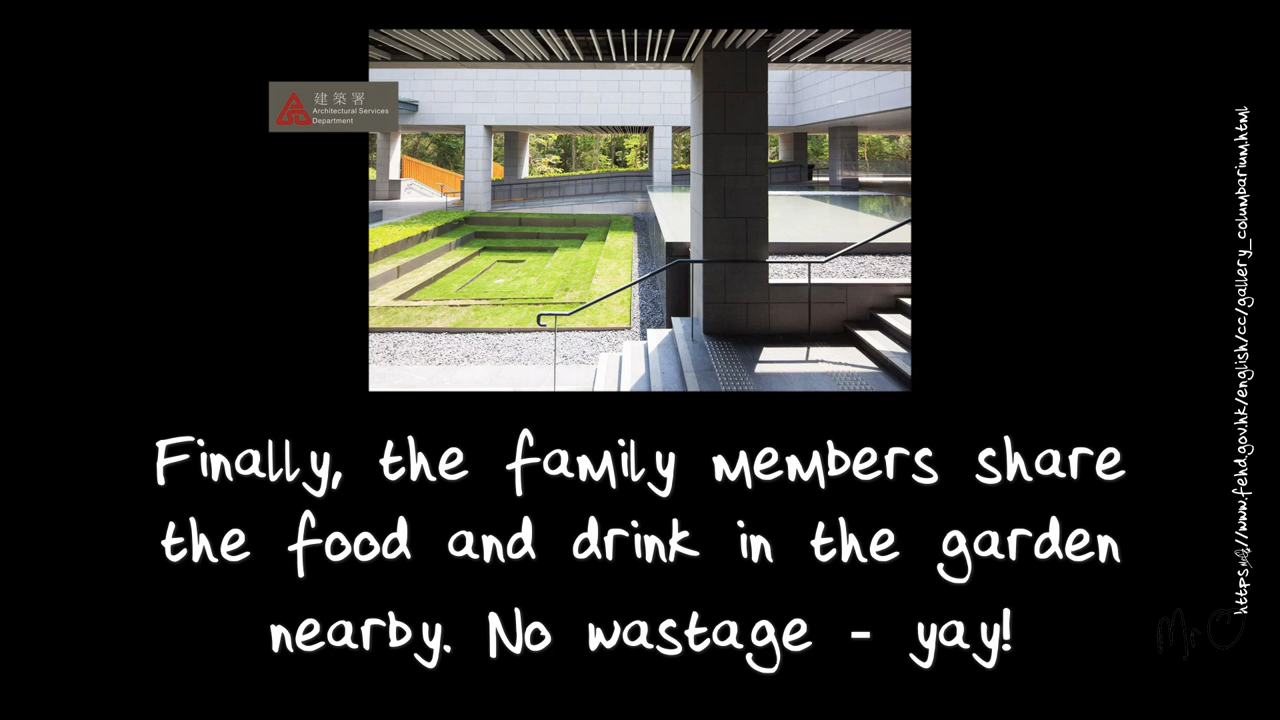 建築署
Architectural Services
Department
Finally, the family members share
the food and drink in the garden
nearby. No wastage - yay!
https://www.fehd.gov.hk/english/cc/gallery_columbarium.html
Mr C